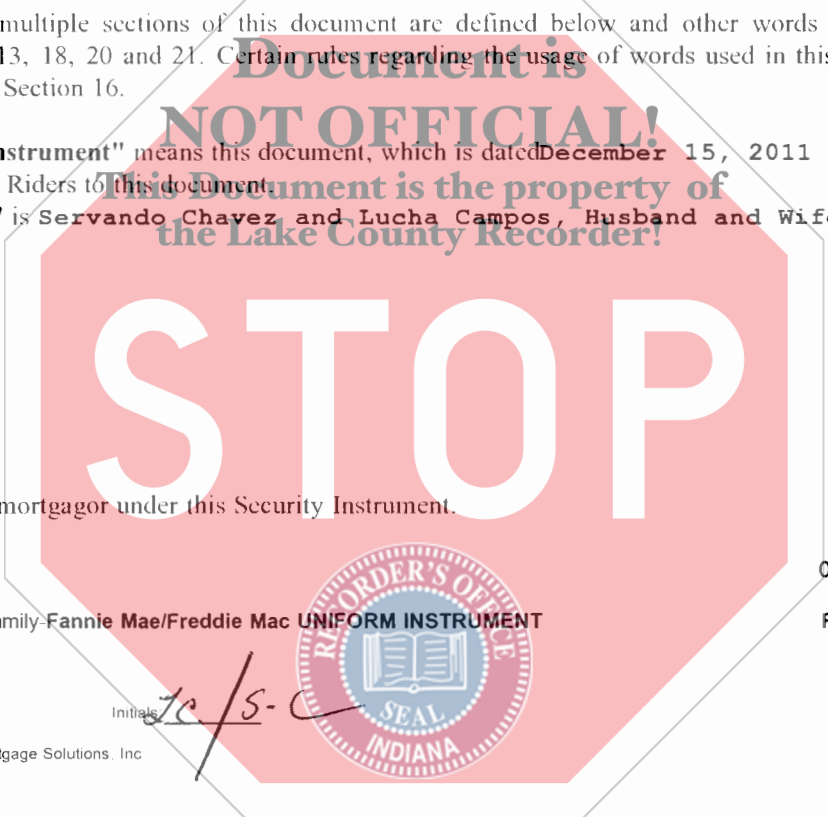 multiple sections of this document are defined below and other words
13, 18, 20 and 21. Certain rules regarding the usage of words used in this
Section 16.
Document is
NOT OFFICIAL!
This Document is the property of
the Lake County Recorder!
nstrument" means this document, which is datedDecember 15, 2011
Riders to this document.
" is Servando Chavez and Lucha Campos, Husband and Wife
STOP
mortgagor under this Security Instrument.
amily-Fannie Mae/Freddie Mac UNIFORM INSTRUMENT
RECORDER'S OFFICE
SEAL
INDIANA
Initials: LC / S-C
tgage Solutions, Inc